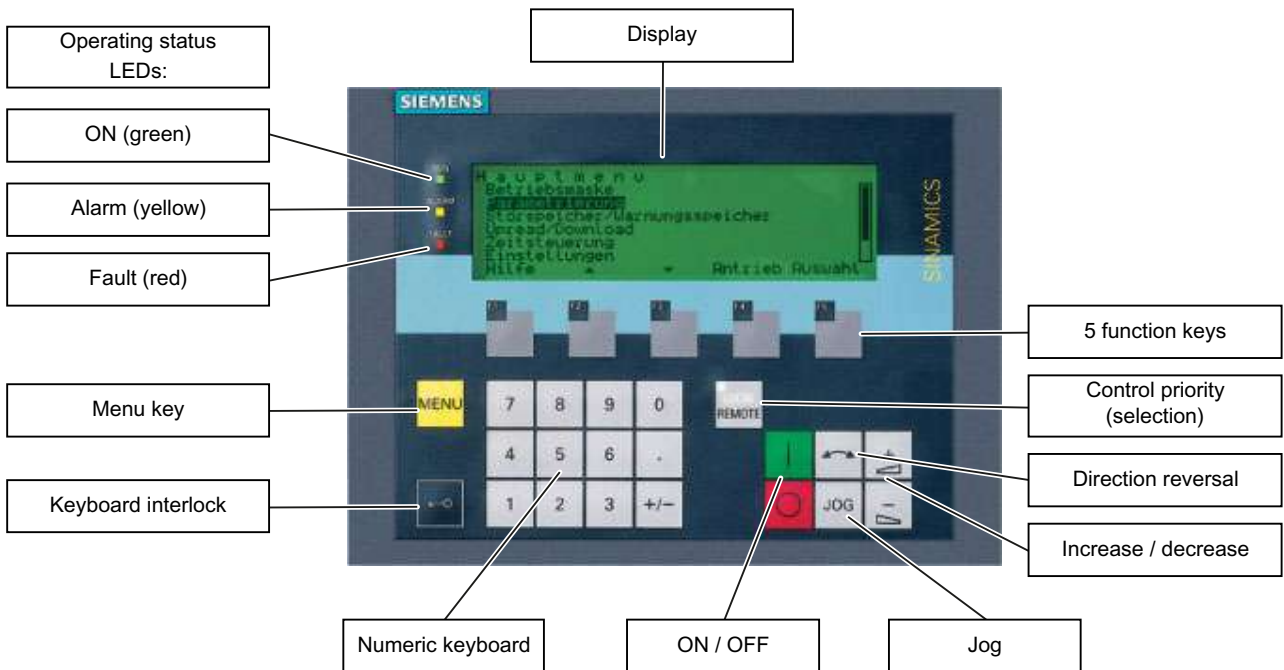 Display
Operating status
LEDs:
SIEMENS
ON (green)
Hauptmenu
Betriebsmaske
Parametrierung
Alarm (yellow)
ALARM
Störspeicher/Warnungsspeicher
Upread/Download
FAULT
Zeitsteuerung
Einstellungen
Fault (red)
Hilfe Antrieb Auswahl
SINAMICS
5 function keys
Menu key
MENU
7 8 9 0
REMOTE
Control priority
(selection)
4 5 6 .
Direction reversal
Keyboard interlock
1 2 3 +/-
JOG
+
-
Increase / decrease
Numeric keyboard
ON / OFF
Jog